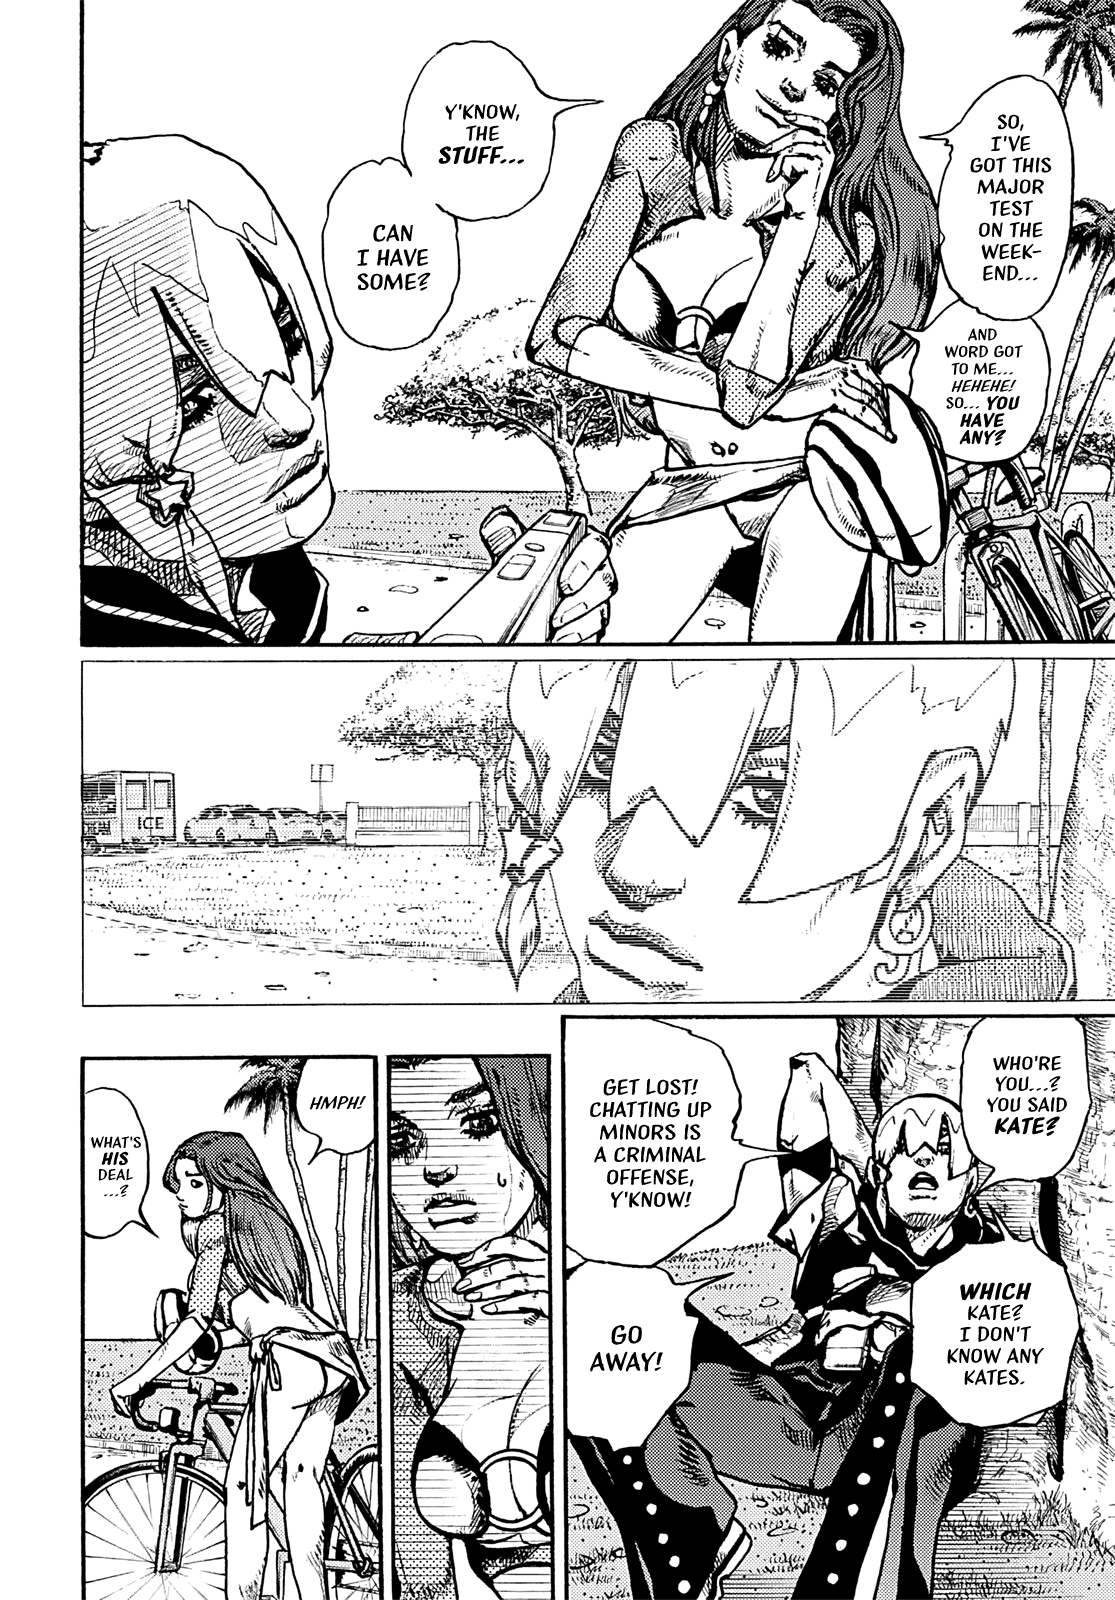 SO,
I'VE
GOT THIS
MAJOR
TEST
ON THE
WEEK-
END...
AND
WORD GOT
TO ME...
HEHEHE!
SO... YOU
HAVE
ANY?
Y'KNOW,
THE
STUFF...
CAN
I HAVE
SOME?
CREAM
ICE
WHO'RE
YOU...?
YOU SAID
KATE?
WHICH
KATE?
I DON'T
KNOW ANY
KATES.
GET LOST!
CHATTING UP
MINORS IS
A CRIMINAL
OFFENSE,
Y'KNOW!
GO
AWAY!
HMPH!
WHAT'S
HIS
DEAL
...?